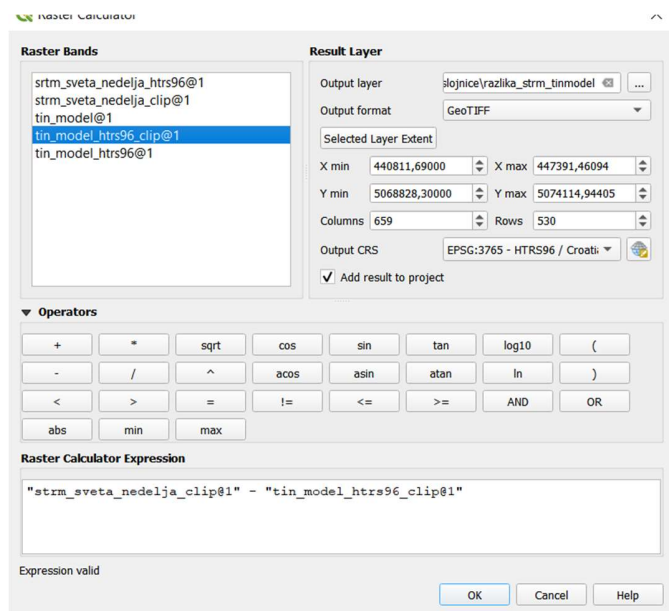 Raster Calculator
Raster Bands
srtm_sveta_nedelja_htrs96@1
strm_sveta_nedelja_clip@1
tin_model@1
tin_model_htrs96_clip@1
tin_model_htrs96@1
Result Layer
Output layer slojnice\razlika_strm_tinmodel ...
Output format GeoTIFF
Selected Layer Extent
X min 440811,69000 X max 447391,46094
Y min 5068828,30000 Y max 5074114,94405
Columns 659 Rows 530
Output CRS EPSG:3765 - HTRS96 / Croati
Add result to project
Operators
+ * sqrt cos sin tan log10 (
- / ^ acos asin atan ln )
< > = != <= >= AND OR
abs min max
Raster Calculator Expression
"strm_sveta_nedelja_clip@1" - "tin_model_htrs96_clip@1"
Expression valid
OK Cancel Help